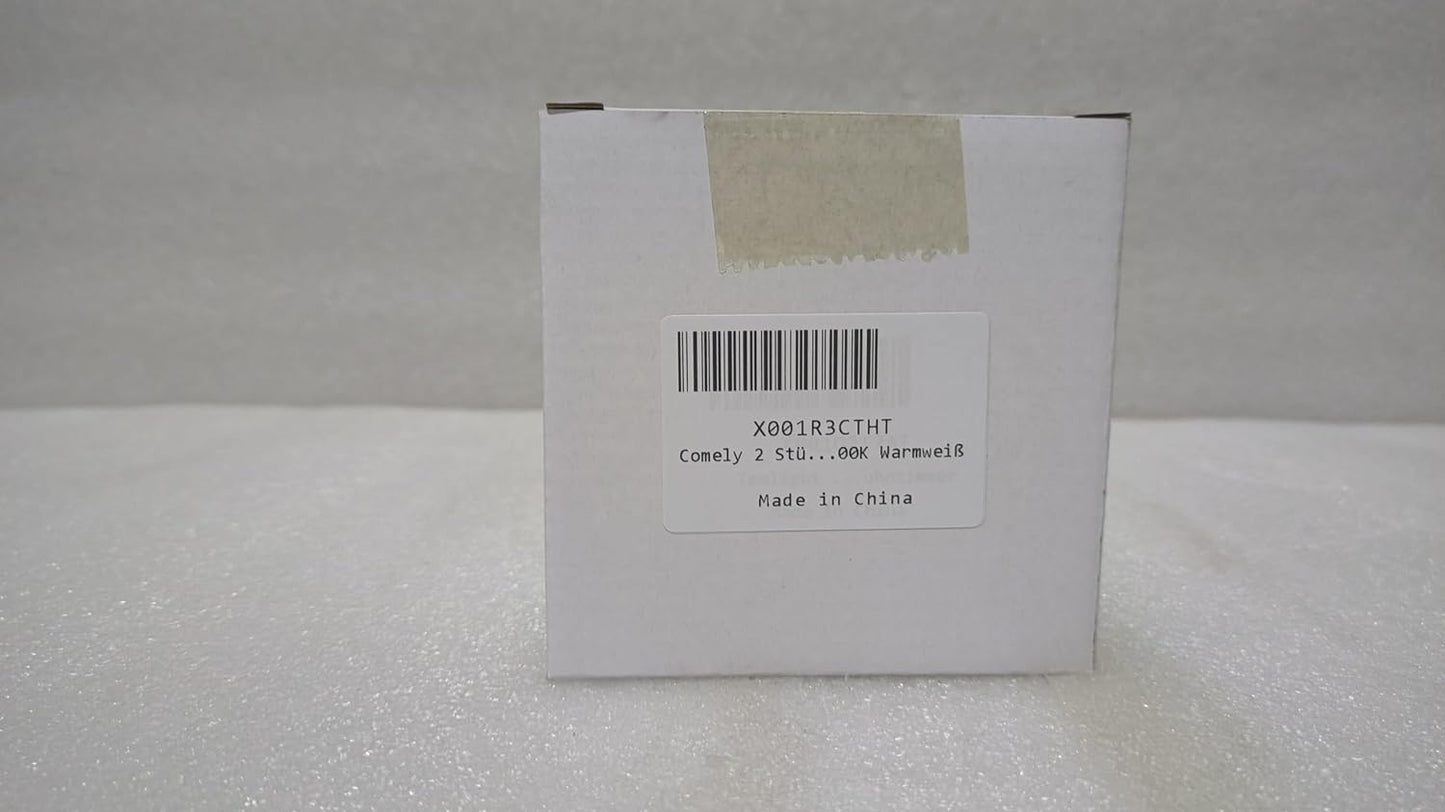 X001R3CTHT
Comely 2 Stü...00K Warmweiß
Made in China